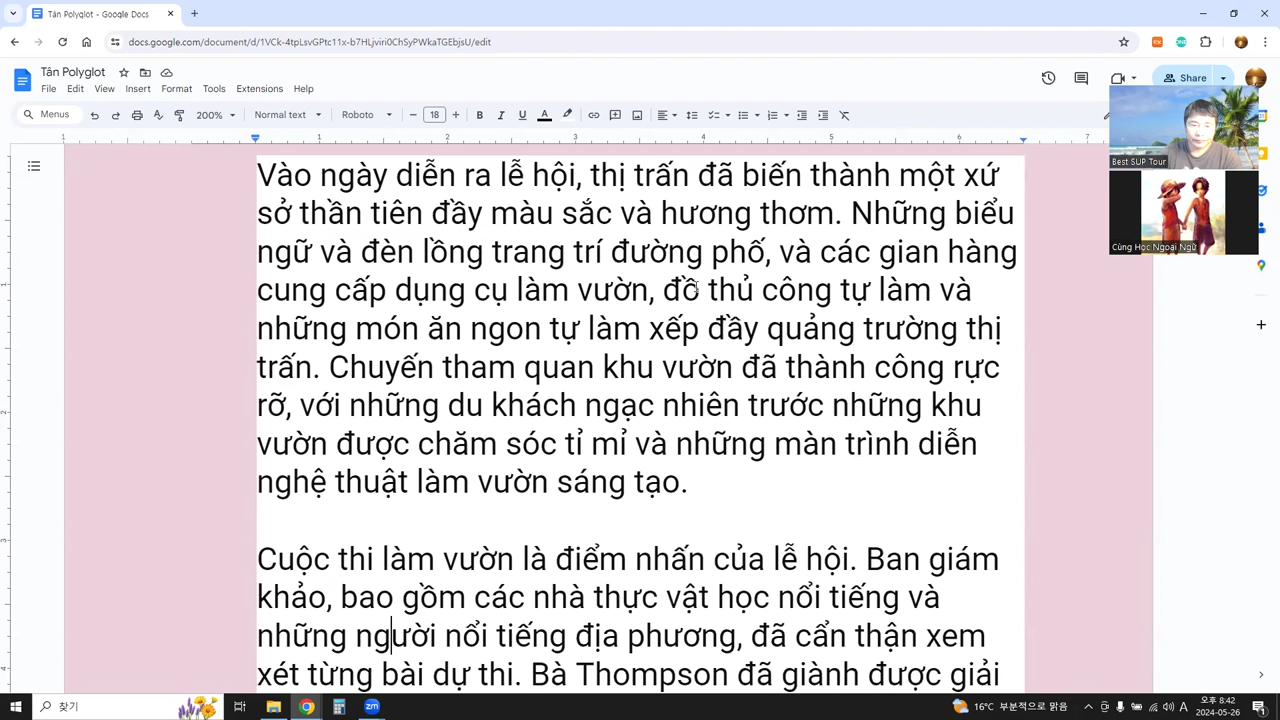 Tân Polyglot - Google Docs
docs.google.com/document/d/1VCk-4tpLsvGPtc11x-b7HLjviri0ChSyPWkaTGEbjsU/edit
Tân Polyglot
Share
File Edit View Insert Format Tools Extensions Help
Menus 200% Normal text Roboto 18
1 1 2 3 4 5 6 7
Best SUP Tour
Cùng Học Ngoại Ngữ
Vào ngày diễn ra lễ hội, thị trấn đã biến thành một xứ
sở thần tiên đầy màu sắc và hương thơm. Những biểu
ngữ và đèn lồng trang trí đường phố, và các gian hàng
cung cấp dụng cụ làm vườn, đồ thủ công tự làm và
những món ăn ngon tự làm xếp đầy quảng trường thị
trấn. Chuyến tham quan khu vườn đã thành công rực
rỡ, với những du khách ngạc nhiên trước những khu
vườn được chăm sóc tỉ mỉ và những màn trình diễn
nghệ thuật làm vườn sáng tạo.
Cuộc thi làm vườn là điểm nhấn của lễ hội. Ban giám
khảo, bao gồm các nhà thực vật học nổi tiếng và
những người nổi tiếng địa phương, đã cẩn thận xem
xét từng bài dự thi. Bà Thompson đã giành được giải
찾기
16°C 부분적으로 맑음
A
오후 8:42
2024-05-26